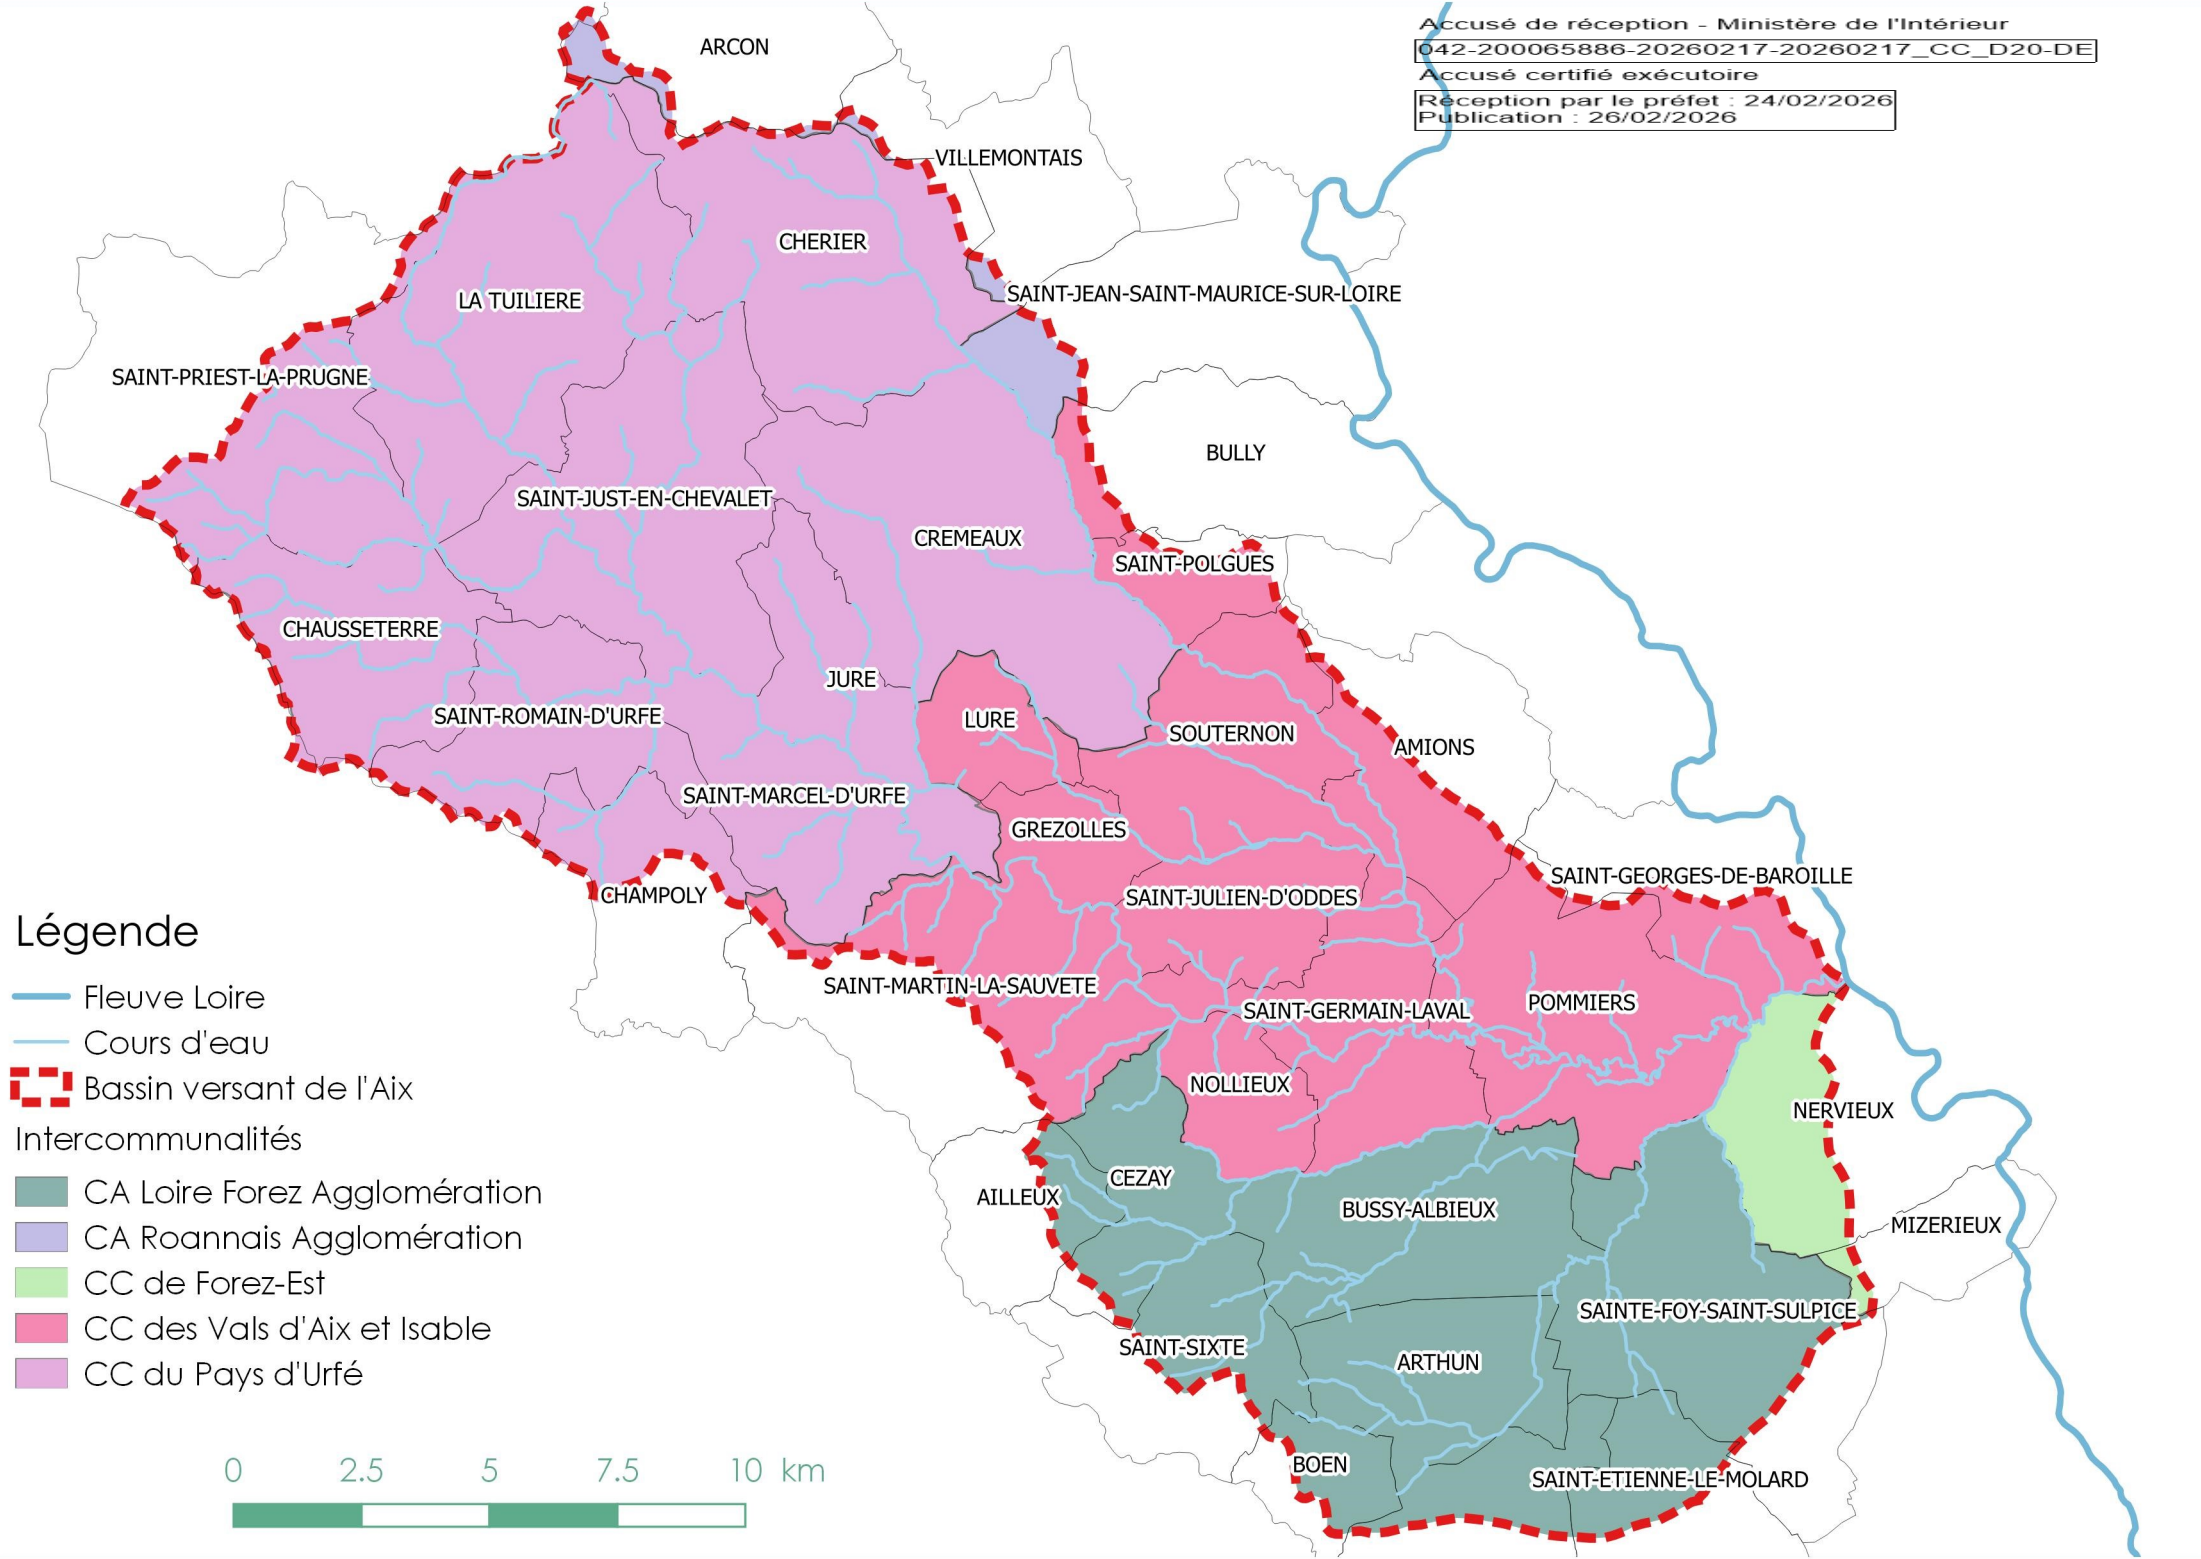 Accusé de réception - Ministère de l'Intérieur
042-200065886-20260217-20260217_CC_D20-DE
Accusé certifié exécutoire
Réception par le préfet : 24/02/2026
Publication : 26/02/2026
ARCON
VILLEMONTAIS
CHERIER
LA TUILIERE
SAINT-JEAN-SAINT-MAURICE-SUR-LOIRE
SAINT-PRIEST-LA-PRUGNE
BULLY
SAINT-JUST-EN-CHEVALET
CREMEAUX
SAINT-POLGUES
CHAUSSETERRE
JURE
SAINT-ROMAIN-D'URFE
LURE
SOUTERNON
AMIONS
SAINT-MARCEL-D'URFE
GREZOLLES
SAINT-GEORGES-DE-BAROILLE
CHAMPOLY
SAINT-JULIEN-D'ODDES
SAINT-MARTIN-LA-SAUVETE
SAINT-GERMAIN-LAVAL
POMMIERS
NOLLIEUX
NERVIEUX
CEZAY
AILLEUX
BUSSY-ALBIEUX
MIZERIEUX
SAINTE-FOY-SAINT-SULPICE
SAINT-SIXTE
ARTHUN
BOEN
SAINT-ETIENNE-LE-MOLARD
Légende
Fleuve Loire
Cours d'eau
Bassin versant de l'Aix
Intercommunalités
CA Loire Forez Agglomération
CA Roannais Agglomération
CC de Forez-Est
CC des Vals d'Aix et Isable
CC du Pays d'Urfé
0 2.5 5 7.5 10 km